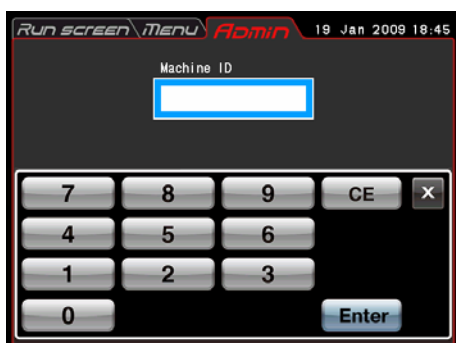 Run screen Menu Admin 19 Jan 2009 18:45
Machine ID
7 8 9 CE X
4 5 6
1 2 3
0 Enter